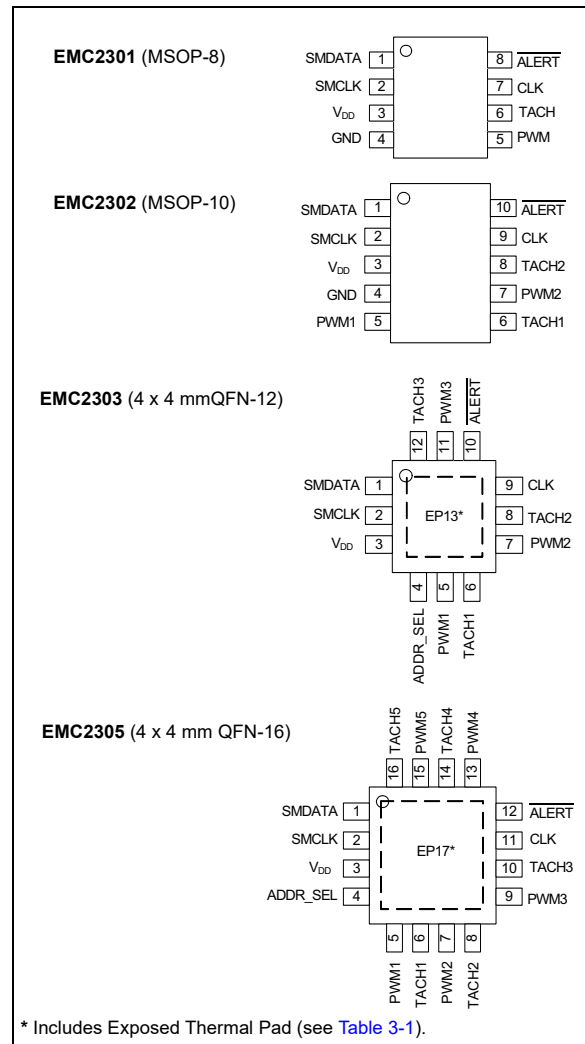 EMC2301 (MSOP-8)
SMDATA 1
SMCLK 2
VDD 3
GND 4
8 ALERT
7 CLK
6 TACH
5 PWM
EMC2302 (MSOP-10)
SMDATA 1
SMCLK 2
VDD 3
GND 4
PWM1 5
10 ALERT
9 CLK
8 TACH2
7 PWM2
6 TACH1
EMC2303 (4 x 4 mmQFN-12)
TACH3
PWM3
ALERT
12
11
10
SMDATA 1
SMCLK 2
VDD 3
EP13*
9 CLK
8 TACH2
7 PWM2
4
5
6
ADDR_SEL
PWM1
TACH1
EMC2305 (4 x 4 mm QFN-16)
TACH5
PWM5
TACH4
PWM4
16
15
14
13
SMDATA 1
SMCLK 2
VDD 3
ADDR_SEL 4
EP17*
12 ALERT
11 CLK
10 TACH3
9 PWM3
5
6
7
8
PWM1
TACH1
PWM2
TACH2
* Includes Exposed Thermal Pad (see Table 3-1).